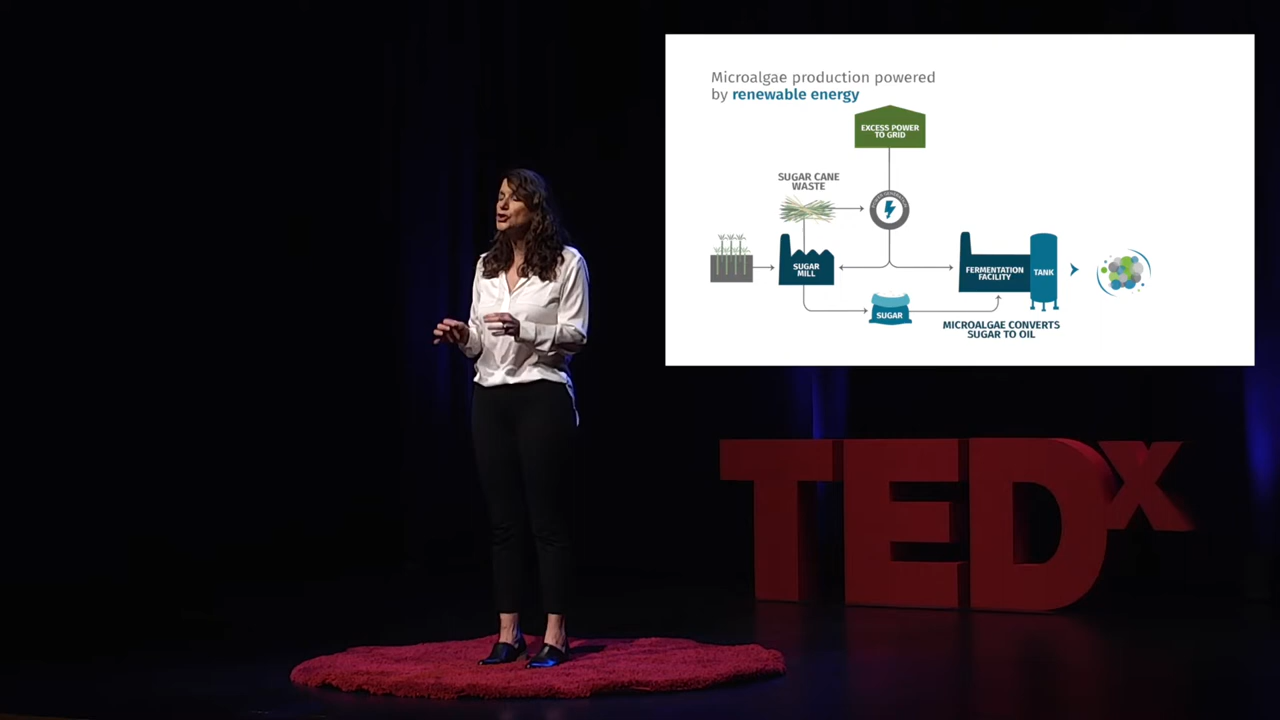 Microalgae production powered
by renewable energy
EXCESS POWER
TO GRID
SUGAR CANE
WASTE
SUGAR
MILL
FERMENTATION
FACILITY
TANK
SUGAR
MICROALGAE CONVERTS
SUGAR TO OIL
TEDx